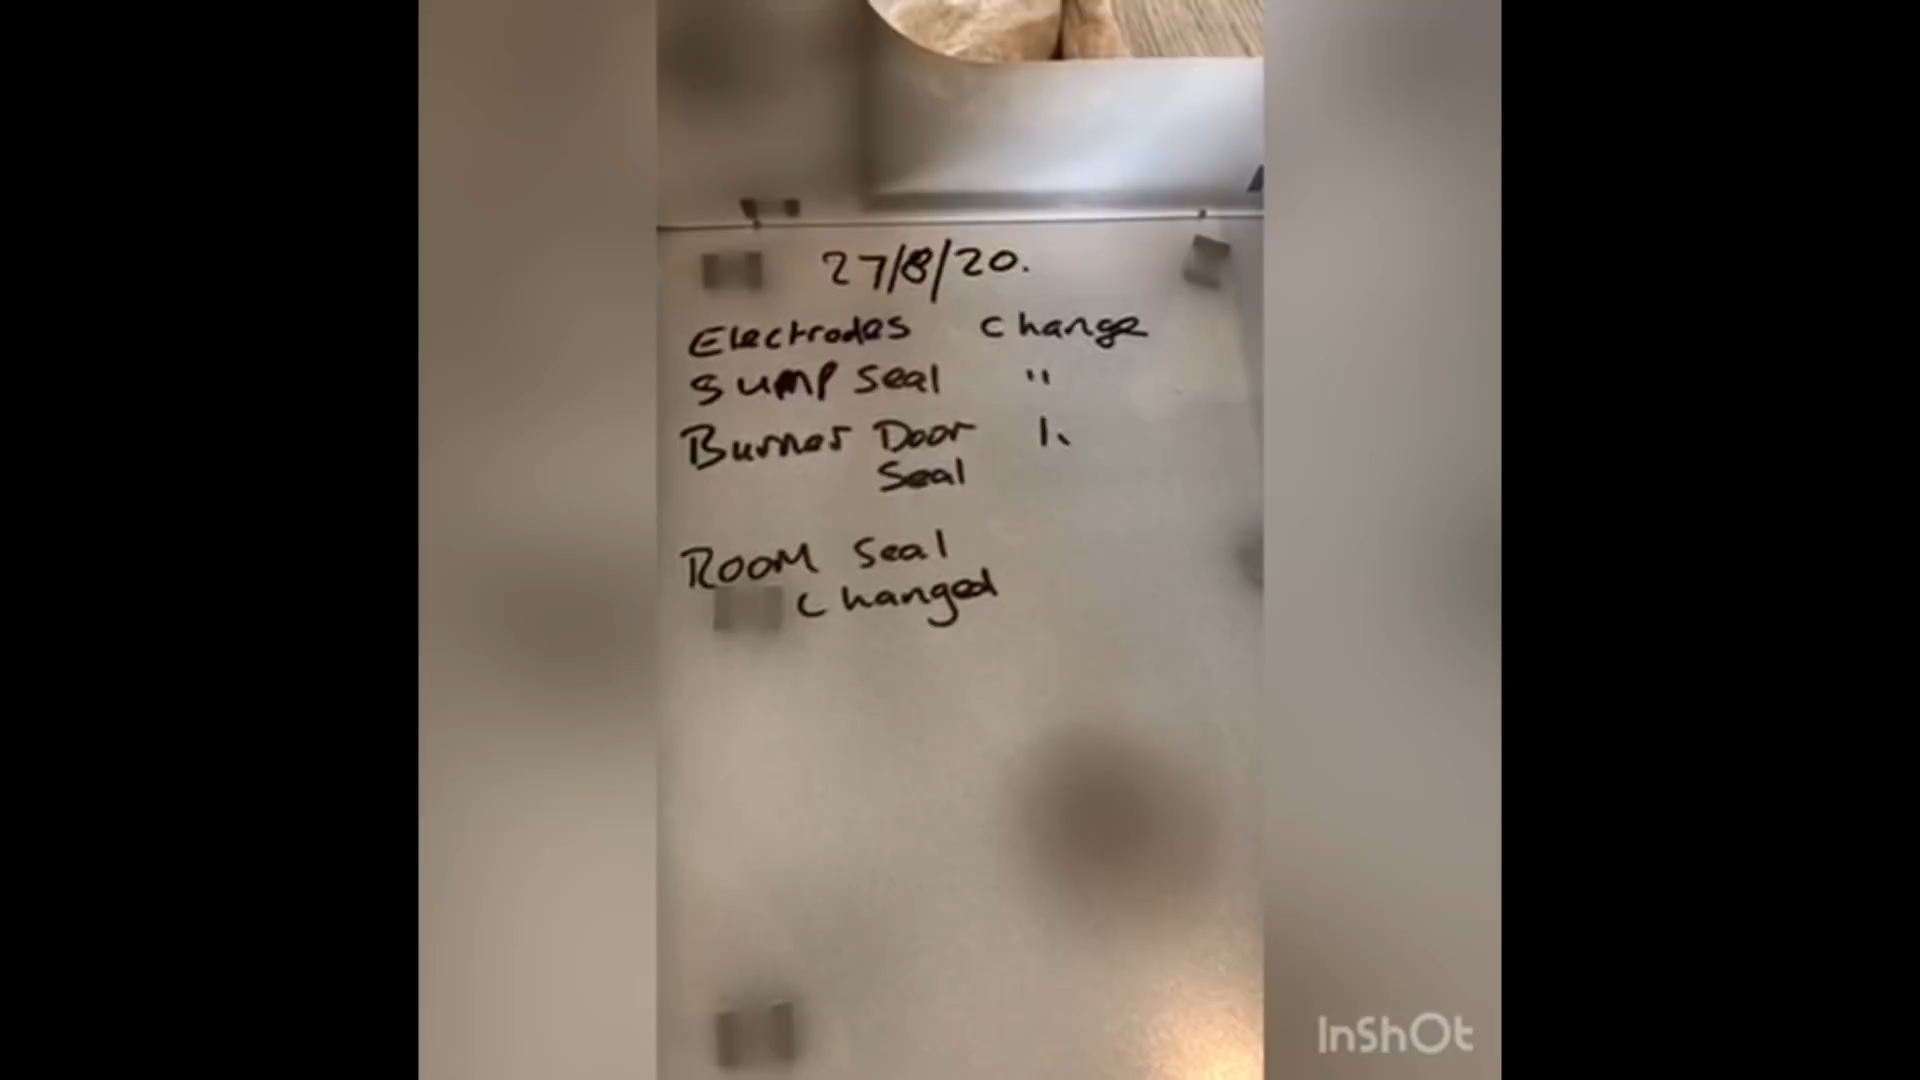 27/8/20.
Electrodes change
Sump seal "
Burner Door "
Seal
Room Seal
changed
InShOt